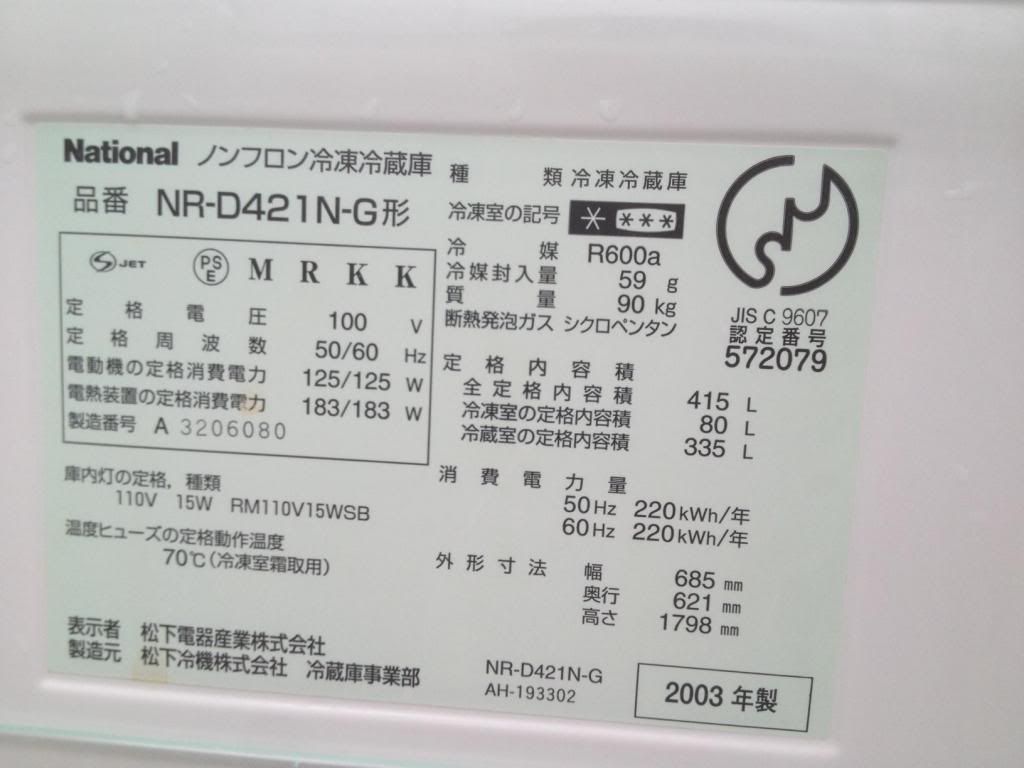 National ノンフロン冷凍冷蔵庫
品番 NR-D421N-G形
JET PSE M R K K
定格電圧 100 V
定格周波数 50/60 Hz
電動機の定格消費電力 125/125 W
電熱装置の定格消費電力 183/183 W
製造番号 A 3206080
庫内灯の定格，種類
110V 15W RM110V15WSB
温度ヒューズの定格動作温度
70℃(冷凍室霜取用)
表示者 松下電器産業株式会社
製造元 松下冷機株式会社 冷蔵庫事業部
種類 冷凍冷蔵庫
冷凍室の記号 * ***
冷媒 R600a
冷媒封入量 59 g
質量 90 kg
断熱発泡ガス シクロペンタン
定格内容積
全定格内容積 415 L
冷凍室の定格内容積 80 L
冷蔵室の定格内容積 335 L
消費電力量
50Hz 220kWh/年
60Hz 220kWh/年
外形寸法 幅 685 mm
奥行 621 mm
高さ 1798 mm
NR-D421N-G
AH-193302
2003年製
JIS C 9607
認定番号
572079